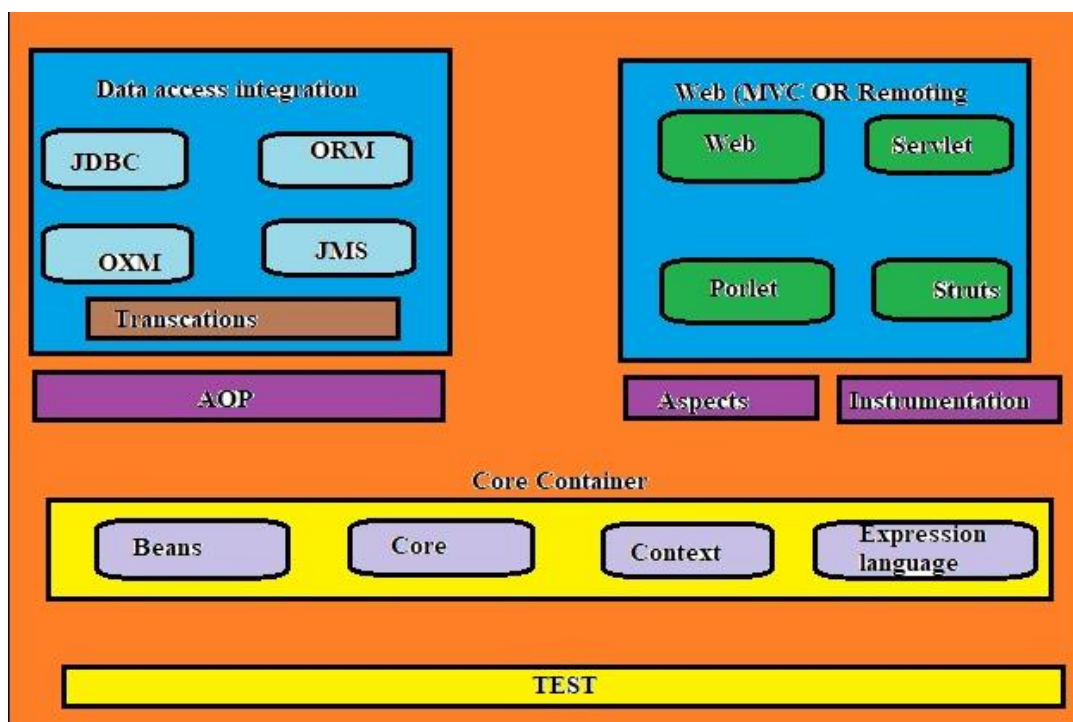 Data access integration
JDBC
ORM
OXM
JMS
Transcations
Web (MVC OR Remoting
Web
Servlet
Porlet
Struts
AOP
Aspects
Instrumentation
Core Container
Beans
Core
Context
Expression
language
TEST